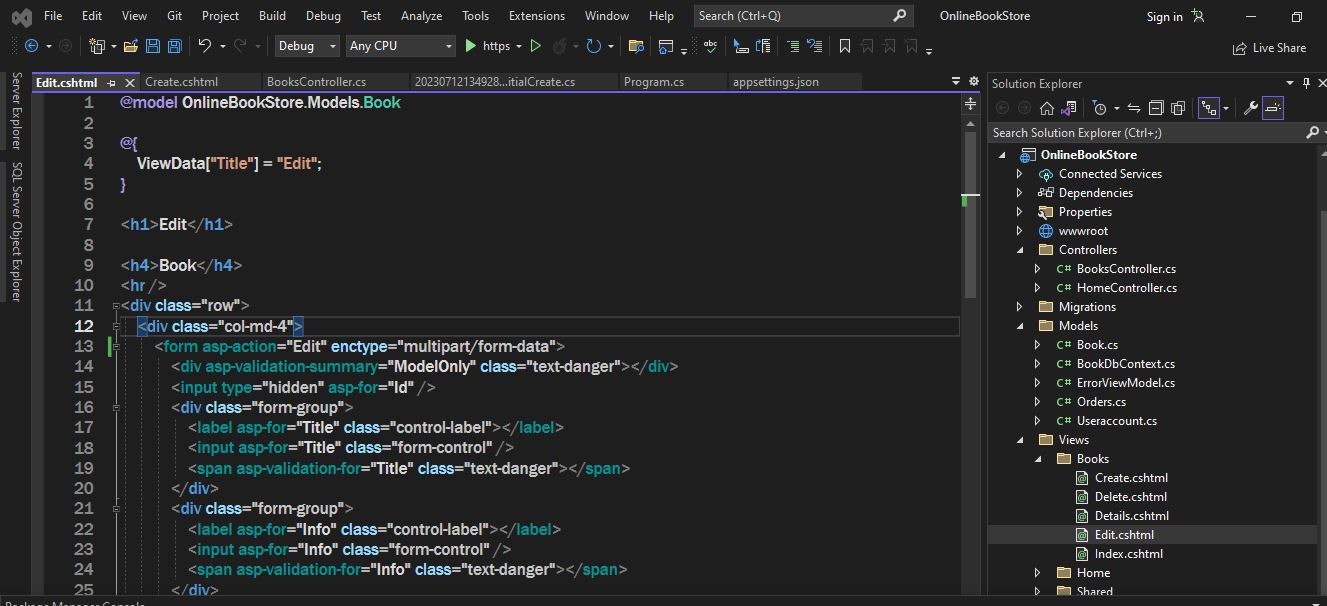 File Edit View Git Project Build Debug Test Analyze Tools Extensions Window Help Search (Ctrl+Q) OnlineBookStore Sign in
Debug Any CPU https Live Share
Server Explorer
SQL Server Object Explorer
Edit.cshtml Create.cshtml BooksController.cs 20230712134928...itialCreate.cs Program.cs appsettings.json
1 @model OnlineBookStore.Models.Book
2
3 @{
4 ViewData["Title"] = "Edit";
5 }
6
7 <h1>Edit</h1>
8
9 <h4>Book</h4>
10 <hr />
11 <div class="row">
12 <div class="col-md-4">
13 <form asp-action="Edit" enctype="multipart/form-data">
14 <div asp-validation-summary="ModelOnly" class="text-danger"></div>
15 <input type="hidden" asp-for="Id" />
16 <div class="form-group">
17 <label asp-for="Title" class="control-label"></label>
18 <input asp-for="Title" class="form-control" />
19 <span asp-validation-for="Title" class="text-danger"></span>
20 </div>
21 <div class="form-group">
22 <label asp-for="Info" class="control-label"></label>
23 <input asp-for="Info" class="form-control" />
24 <span asp-validation-for="Info" class="text-danger"></span>
25 </div>
Solution Explorer
Search Solution Explorer (Ctrl+;)
OnlineBookStore
Connected Services
Dependencies
Properties
wwwroot
Controllers
C# BooksController.cs
C# HomeController.cs
Migrations
Models
C# Book.cs
C# BookDbContext.cs
C# ErrorViewModel.cs
C# Orders.cs
C# Useraccount.cs
Views
Books
Create.cshtml
Delete.cshtml
Details.cshtml
Edit.cshtml
Index.cshtml
Home
Shared
Package Manager Console